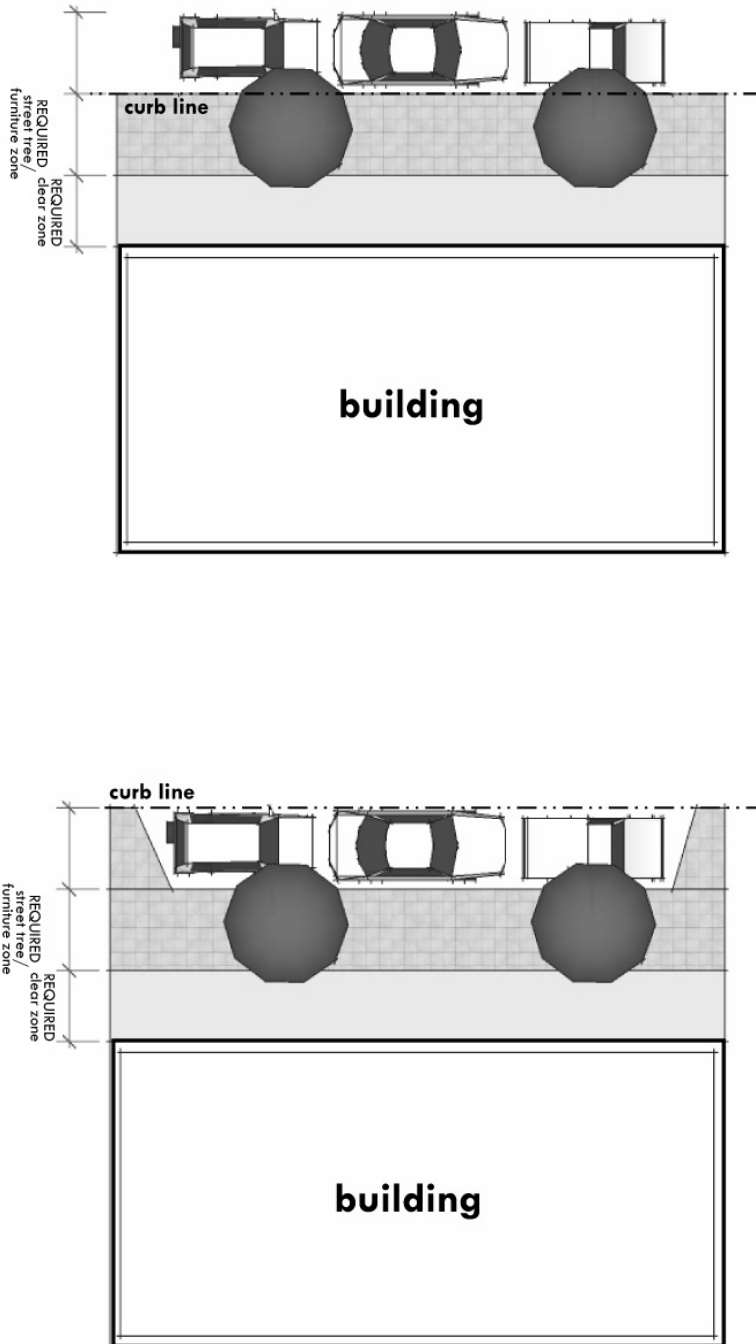 curb line
REQUIRED
street tree/
furniture zone
REQUIRED
clear zone
building
curb line
REQUIRED
street tree/
furniture zone
REQUIRED
clear zone
building